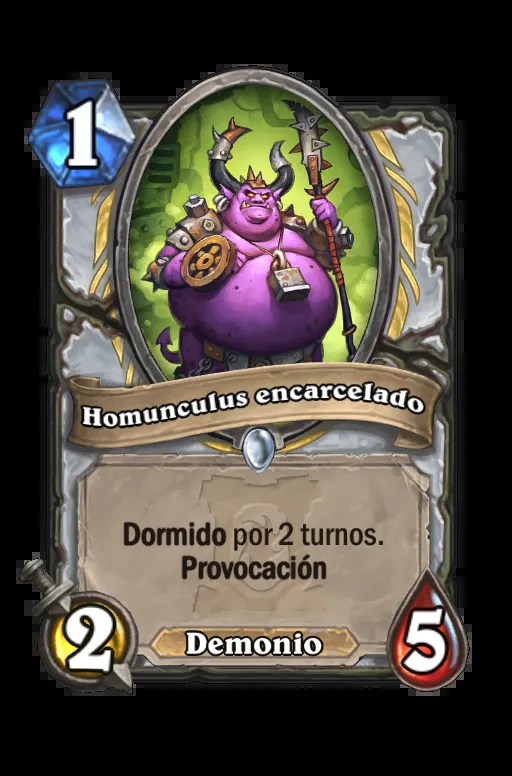 1
Homunculus encarcelado
Dormido por 2 turnos.
Provocación
2
Demonio
5